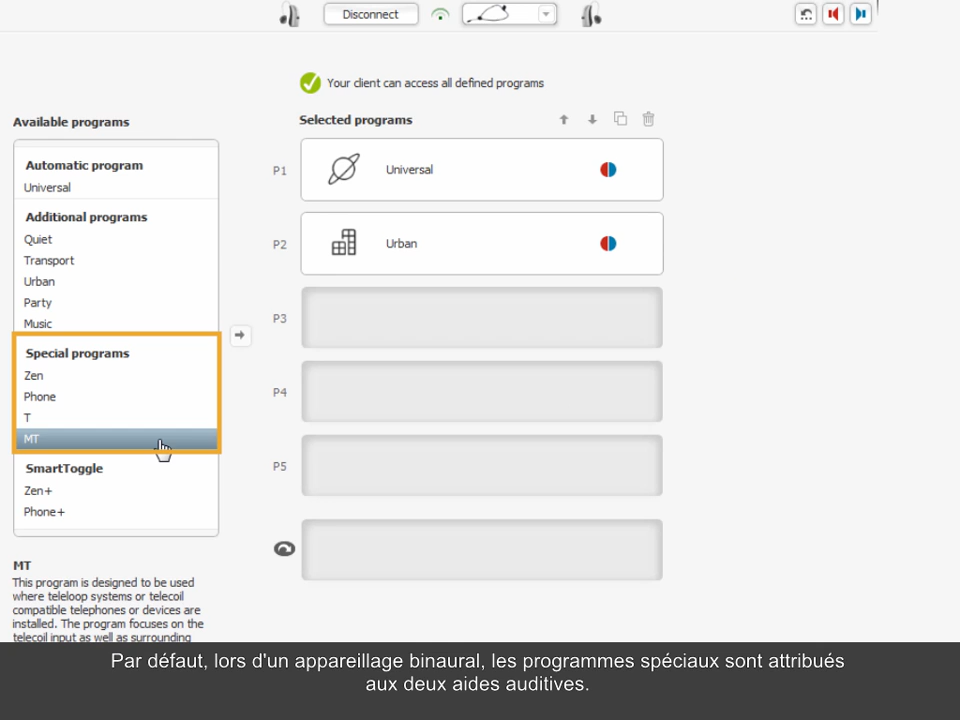 Disconnect
Your client can access all defined programs
Available programs
Selected programs
Automatic program
Universal
Additional programs
Quiet
Transport
Urban
Party
Music
Special programs
Zen
Phone
T
MT
SmartToggle
Zen+
Phone+
P1
Universal
P2
Urban
P3
P4
P5
MT
This program is designed to be used
where teleloop systems or telecoil
compatible telephones or devices are
installed. The program focuses on the
telecoil input as well as surrounding
Par défaut, lors d'un appareillage binaural, les programmes spéciaux sont attribués
aux deux aides auditives.